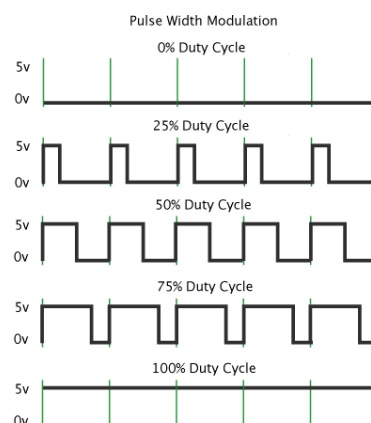 Pulse Width Modulation
0% Duty Cycle
5v
0v
25% Duty Cycle
5v
0v
50% Duty Cycle
5v
0v
75% Duty Cycle
5v
0v
100% Duty Cycle
5v
0v